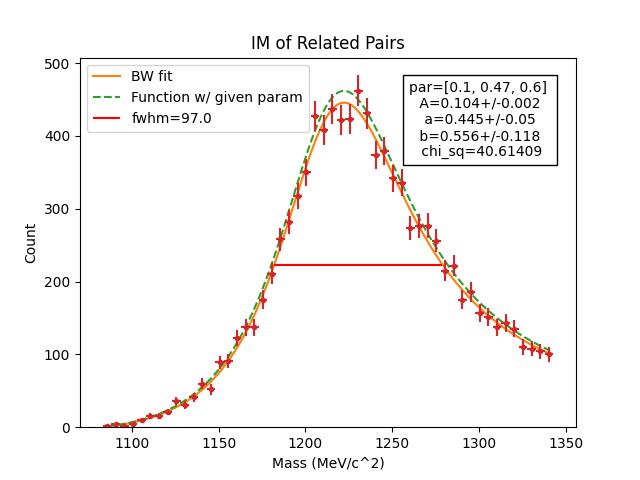 IM of Related Pairs
500
400
300
200
100
0
Count
BW fit
Function w/ given param
fwhm=97.0
par=[0.1, 0.47, 0.6]
A=0.104+/-0.002
a=0.445+/-0.05
b=0.556+/-0.118
chi_sq=40.61409
1100 1150 1200 1250 1300 1350
Mass (MeV/c^2)